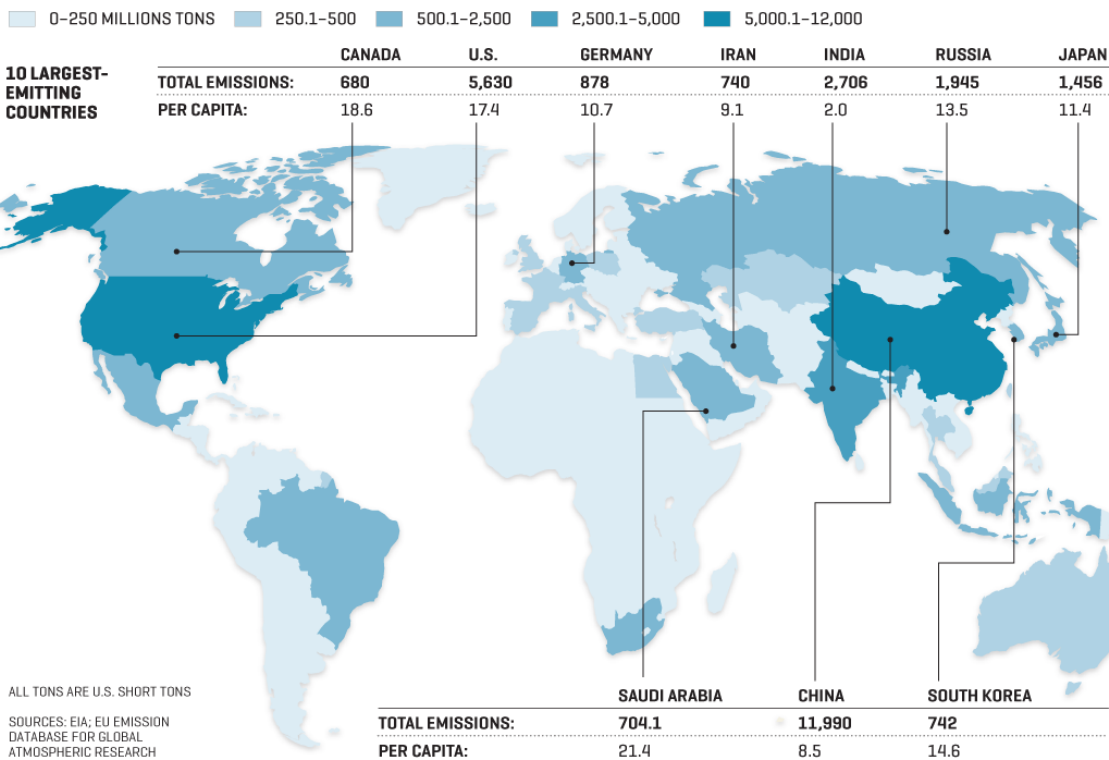 0–250 MILLIONS TONS 250.1–500 500.1–2,500 2,500.1–5,000 5,000.1–12,000
10 LARGEST-
EMITTING
COUNTRIES
CANADA U.S. GERMANY IRAN INDIA RUSSIA JAPAN
TOTAL EMISSIONS: 680 5,630 878 740 2,706 1,945 1,456
PER CAPITA: 18.6 17.4 10.7 9.1 2.0 13.5 11.4
ALL TONS ARE U.S. SHORT TONS
SOURCES: EIA; EU EMISSION
DATABASE FOR GLOBAL
ATMOSPHERIC RESEARCH
SAUDI ARABIA CHINA SOUTH KOREA
TOTAL EMISSIONS: 704.1 11,990 742
PER CAPITA: 21.4 8.5 14.6